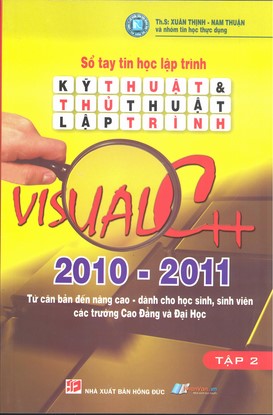 Th.S: XUÂN THỊNH - NAM THUẬN
và nhóm tin học thực dụng
Sổ tay tin học lập trình
KỸ THUẬT &
THỦ THUẬT
LẬP TRÌNH
VISUAL C++
2010 - 2011
Từ căn bản đến nâng cao - dành cho học sinh, sinh viên
các trường Cao Đẳng và Đại Học
TẬP 2
NHÀ XUẤT BẢN HỒNG ĐỨC